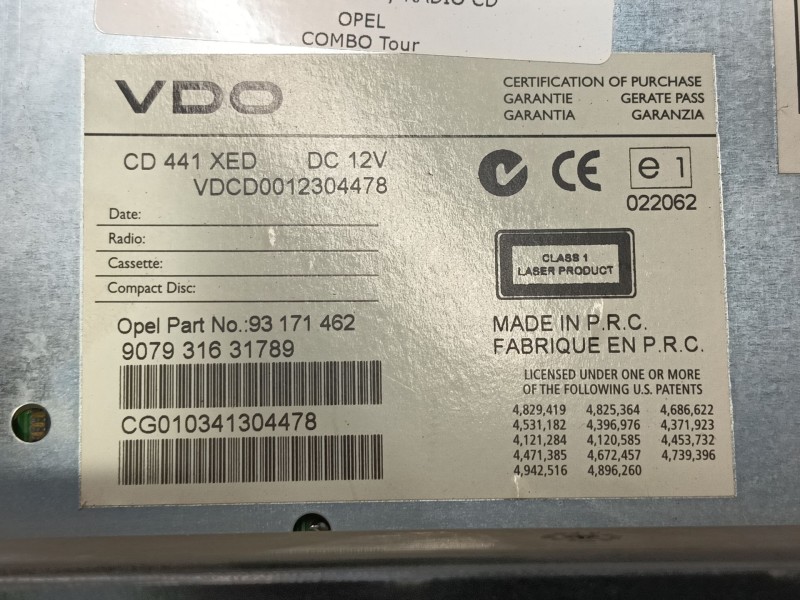 RADIO CD
OPEL
COMBO Tour
VDO
CERTIFICATION OF PURCHASE
GARANTIE GERATE PASS
GARANTIA GARANZIA
CD 441 XED DC 12V
VDCD0012304478
CE
e 1
022062
Date:
Radio:
Cassette:
Compact Disc:
CLASS 1
LASER PRODUCT
Opel Part No.:93 171 462
9079 316 31789
CG010341304478
MADE IN P.R.C.
FABRIQUE EN P.R.C.
LICENSED UNDER ONE OR MORE
OF THE FOLLOWING U.S. PATENTS
4,829,419 4,825,364 4,686,622
4,531,182 4,396,976 4,371,923
4,121,284 4,120,585 4,453,732
4,471,385 4,672,457 4,739,396
4,942,516 4,896,260